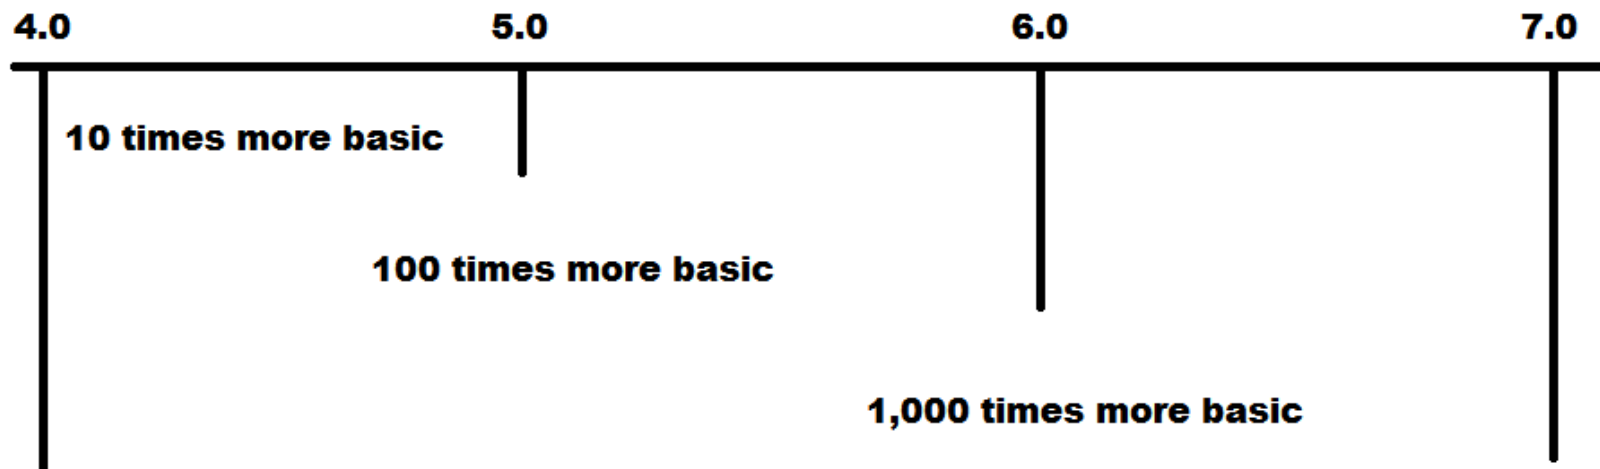 4.0 5.0 6.0 7.0
10 times more basic
100 times more basic
1,000 times more basic